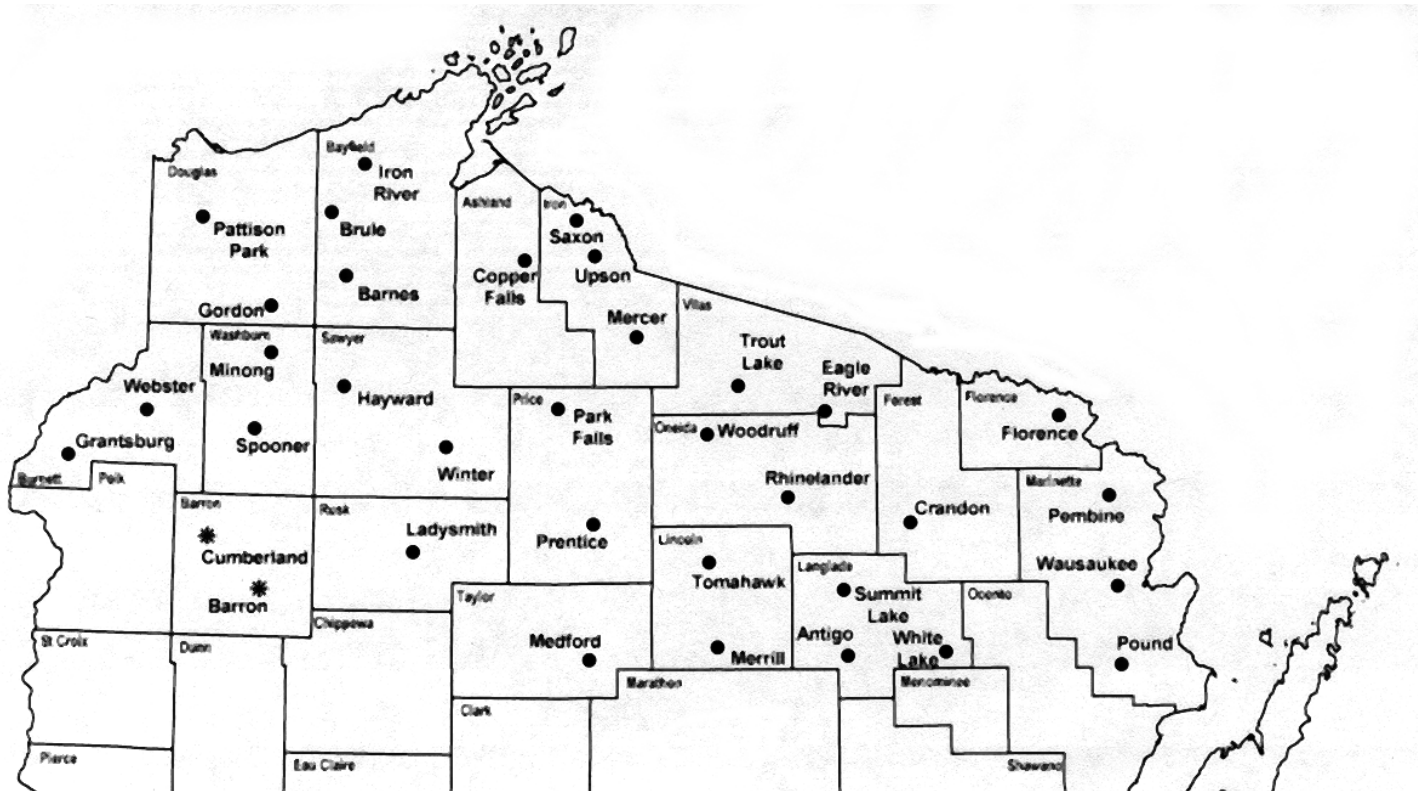 Bayfield
Iron
River
Douglas
Pattison
Park
Brule
Ashland
Iron
Saxon
Copper
Falls
Upson
Barnes
Gordon
Mercer
Vilas
Washburn
Minong
Sawyer
Trout
Lake
Eagle
River
Webster
Hayward
Price
Park
Falls
Forest
Florence
Florence
Grantsburg
Spooner
Oneida
Woodruff
Burnett
Polk
Winter
Rhinelander
Marinette
Pembine
Barron
Rusk
Ladysmith
Crandon
Cumberland
Prentice
Lincoln
Tomahawk
Langlade
Summit
Lake
Wausaukee
Barron
Taylor
Oconto
Chippewa
St Croix
Dunn
Medford
Merrill
Antigo
White
Lake
Pound
Marathon
Menominee
Clark
Pierce
Eau Claire
Shawano